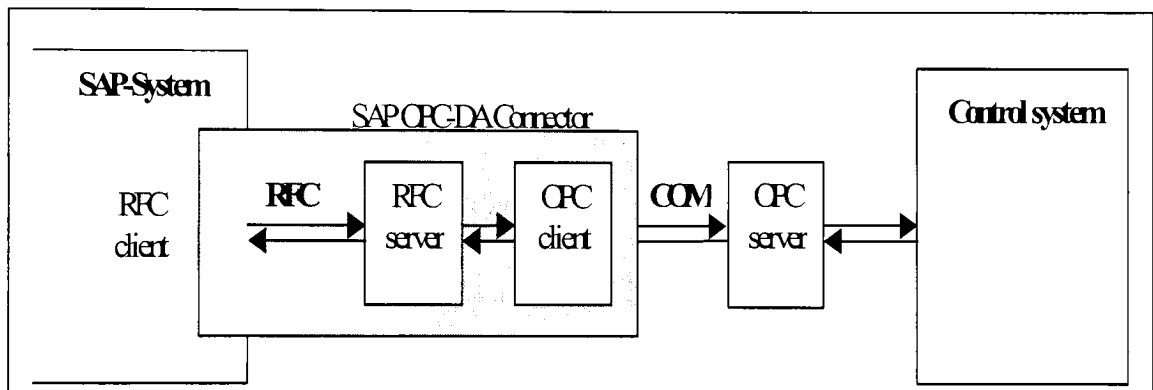 SAP-System
SAP OPC-DA Connector
Control system
RFC
client
RFC
RFC
server
OPC
client
COM
OPC
server